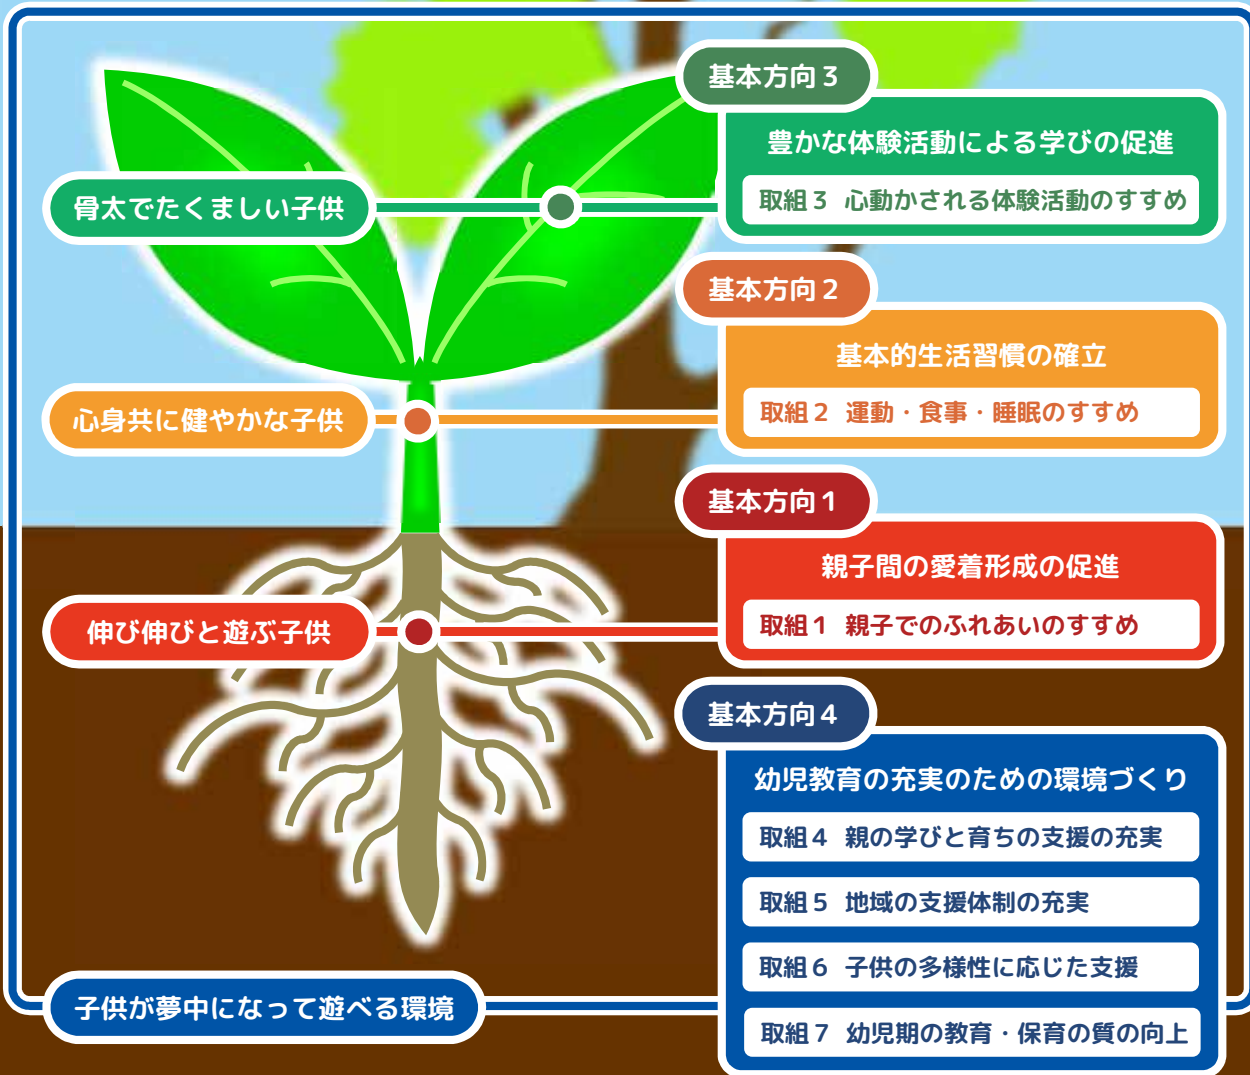 基本方向３
豊かな体験活動による学びの促進
取組３ 心動かされる体験活動のすすめ
骨太でたくましい子供
基本方向２
基本的生活習慣の確立
取組２ 運動・食事・睡眠のすすめ
心身共に健やかな子供
基本方向１
親子間の愛着形成の促進
取組１ 親子でのふれあいのすすめ
伸び伸びと遊ぶ子供
基本方向４
幼児教育の充実のための環境づくり
取組４ 親の学びと育ちの支援の充実
取組５ 地域の支援体制の充実
取組６ 子供の多様性に応じた支援
取組７ 幼児期の教育・保育の質の向上
子供が夢中になって遊べる環境